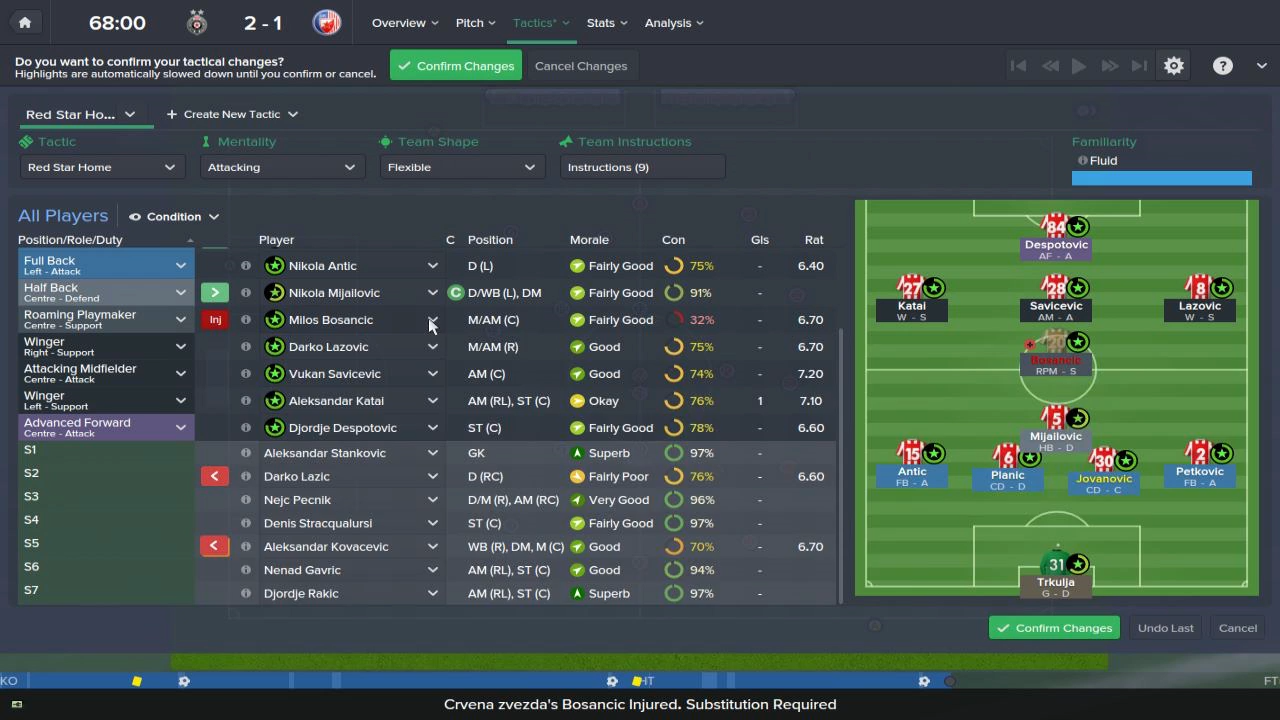 68:00 2 - 1 Overview Pitch Tactics* Stats Analysis
Do you want to confirm your tactical changes?
Highlights are automatically slowed down until you confirm or cancel.
Confirm Changes Cancel Changes ?
Red Star Ho... + Create New Tactic
Tactic Mentality Team Shape Team Instructions Familiarity
Red Star Home Attacking Flexible Instructions (9) Fluid
All Players Condition
Position/Role/Duty Player C Position Morale Con Gls Rat
Full Back
Left - Attack
Nikola Antic D (L) Fairly Good 75% - 6.40
Half Back
Centre - Defend
> Nikola Mijallovic C D/WB (L), DM Fairly Good 91% -
Roaming Playmaker
Centre - Support
Inj Milos Bosancic M/AM (C) Fairly Good 32% - 6.70
Winger
Right - Support
Darko Lazovic M/AM (R) Good 75% - 6.70
Attacking Midfielder
Centre - Attack
Vukan Savicevic AM (C) Good 74% - 7.20
Winger
Left - Support
Aleksandar Katai AM (RL), ST (C) Okay 76% 1 7.10
Advanced Forward
Centre - Attack
Djordje Despotovic ST (C) Fairly Good 78% - 6.60
S1 Aleksandar Stankovic GK Superb 97% -
S2 < Darko Lazic D (RC) Fairly Poor 76% - 6.60
S3 Nejc Pecnik D/M (R), AM (RC) Very Good 96% -
S4 Denis Stracqualursi ST (C) Fairly Good 97% -
S5 < Aleksandar Kovacevic WB (R), DM, M (C) Good 70% - 6.70
S6 Nenad Gavric AM (RL), ST (C) Good 94% -
S7 Djordje Rakic AM (RL), ST (C) Superb 97% -
84
Despotovic
AF - A
27 28 8
Katai Savicevic Lazovic
W - S AM - A W - S
20
Bosancic
RPM - S
5
Mijailovic
HB - D
15 6 30 2
Antic Planic Jovanovic Petkovic
FB - A CD - D CD - C FB - A
31
Trkulja
G - D
Confirm Changes Undo Last Cancel
KO HT FT
Crvena zvezda's Bosancic Injured. Substitution Required